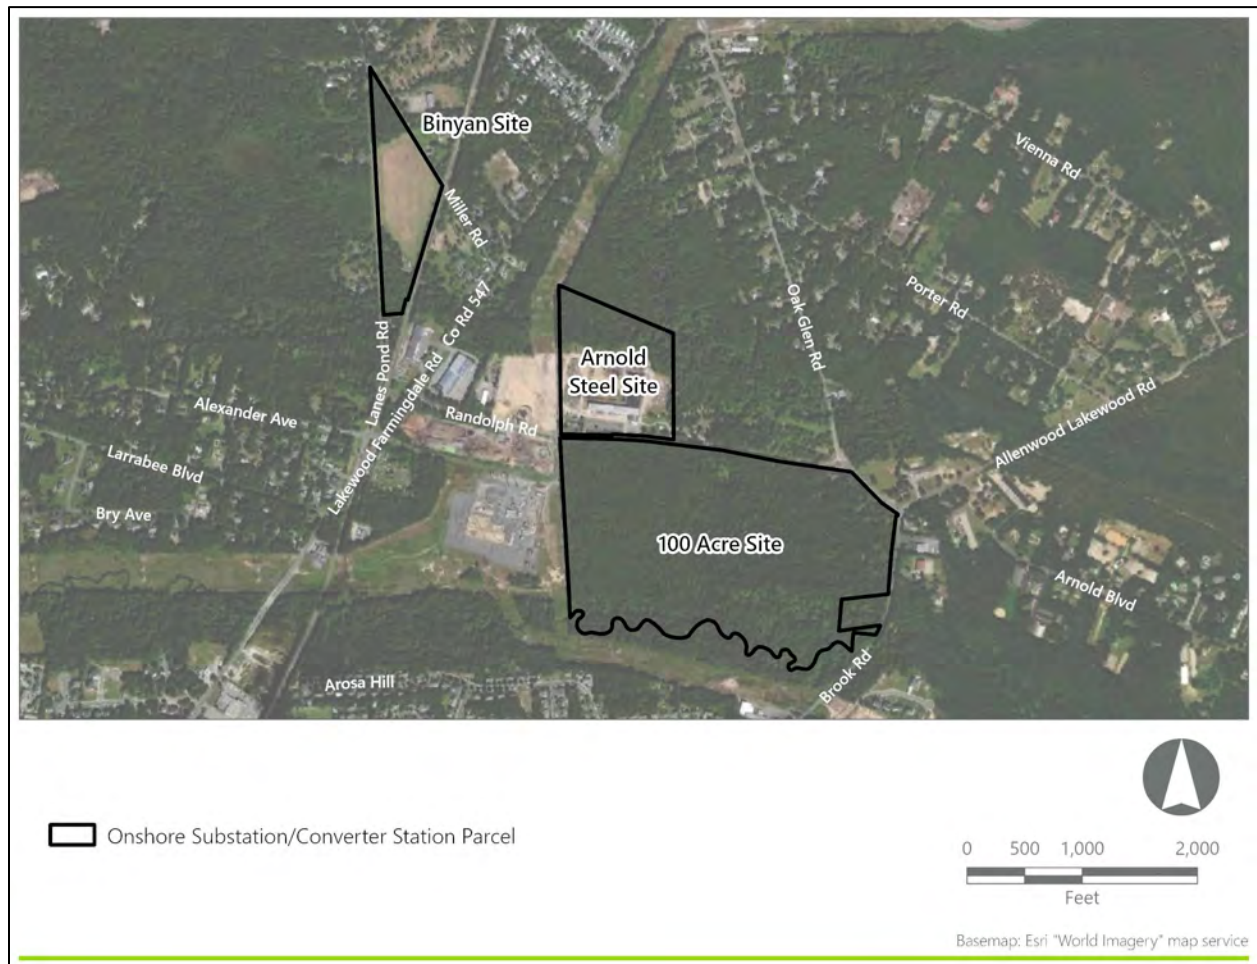 Binyan Site
Vienna Rd
Miller Rd
Co Rd 547
Oak Glen Rd
Porter Rd
Lanes Pond Rd
Arnold
Steel Site
Lakewood Farmingdale Rd
Alexander Ave
Randolph Rd
Allenwood Lakewood Rd
Larrabee Blvd
Bry Ave
100 Acre Site
Arnold Blvd
Arosa Hill
Brook Rd
Onshore Substation/Converter Station Parcel
0 500 1,000 2,000
Feet
Basemap: Esri "World Imagery" map service